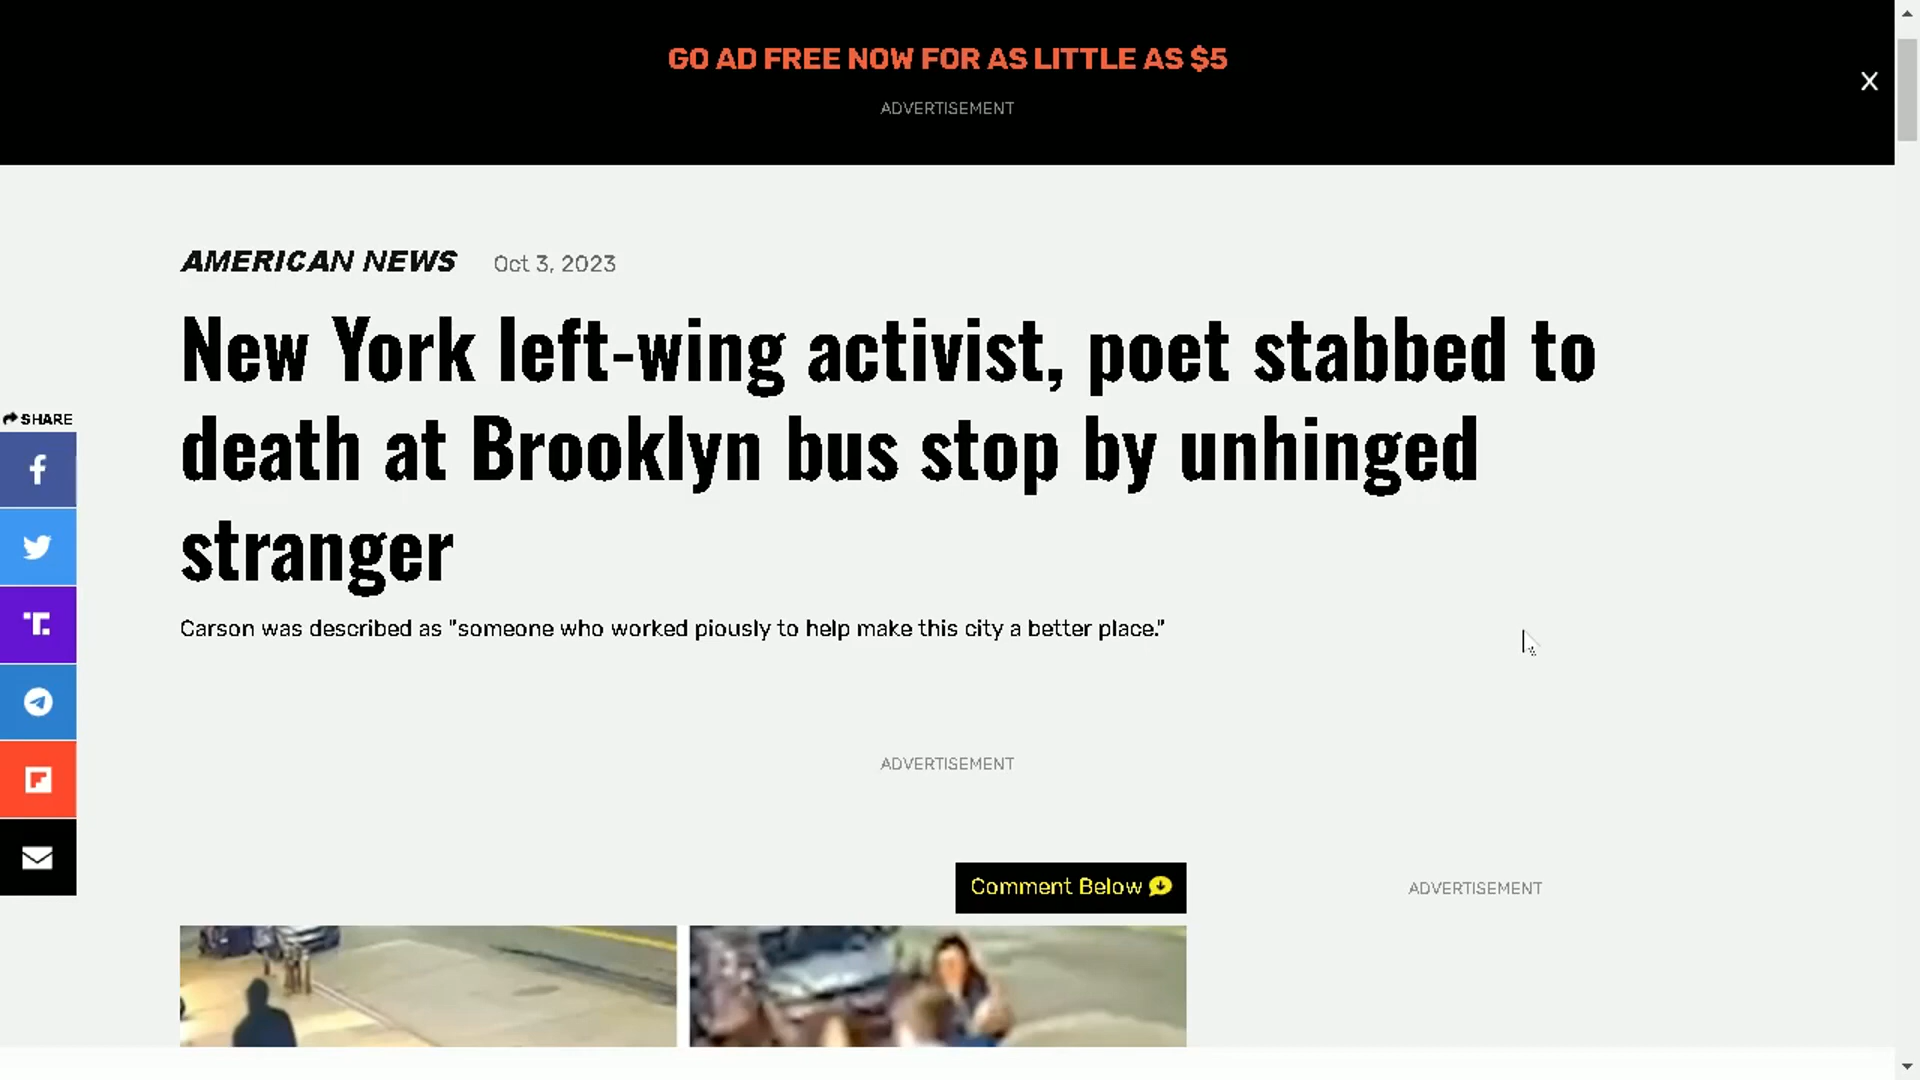 GO AD FREE NOW FOR AS LITTLE AS $5
ADVERTISEMENT
X
AMERICAN NEWS Oct 3, 2023
New York left-wing activist, poet stabbed to
death at Brooklyn bus stop by unhinged
stranger
SHARE
Carson was described as "someone who worked piously to help make this city a better place."
ADVERTISEMENT
Comment Below
ADVERTISEMENT